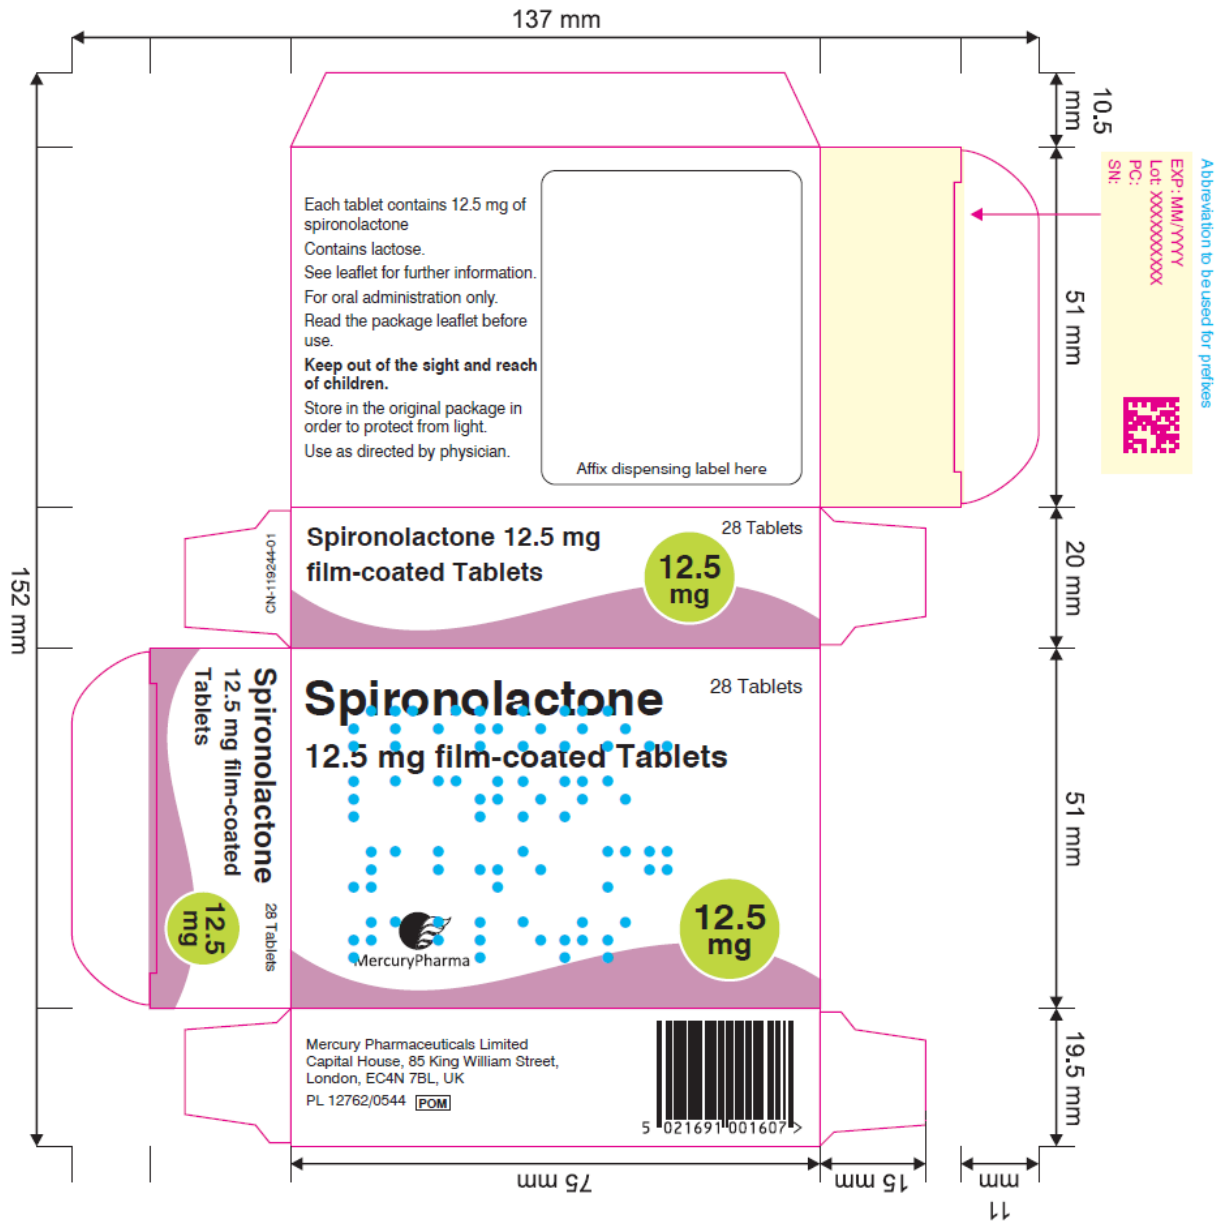 137 mm
10.5
mm
Abbreviation to be used for prefixes
EXP: MM/YYYY
Lot: XXXXXXXXXX
PC:
SN:
Each tablet contains 12.5 mg of
spironolactone
Contains lactose.
See leaflet for further information.
For oral administration only.
Read the package leaflet before
use.
Keep out of the sight and reach
of children.
Store in the original package in
order to protect from light.
Use as directed by physician.
Affix dispensing label here
51 mm
CN-119244-01
Spironolactone 12.5 mg
film-coated Tablets
28 Tablets
12.5
mg
20 mm
152 mm
Spironolactone
12.5 mg film-coated
Tablets
28 Tablets
12.5
mg
Spironolactone
28 Tablets
12.5 mg film-coated Tablets
12.5
mg
MercuryPharma
51 mm
Mercury Pharmaceuticals Limited
Capital House, 85 King William Street,
London, EC4N 7BL, UK
PL 12762/0544 POM
5 021691 001607 >
19.5 mm
75 mm
15 mm
11
mm